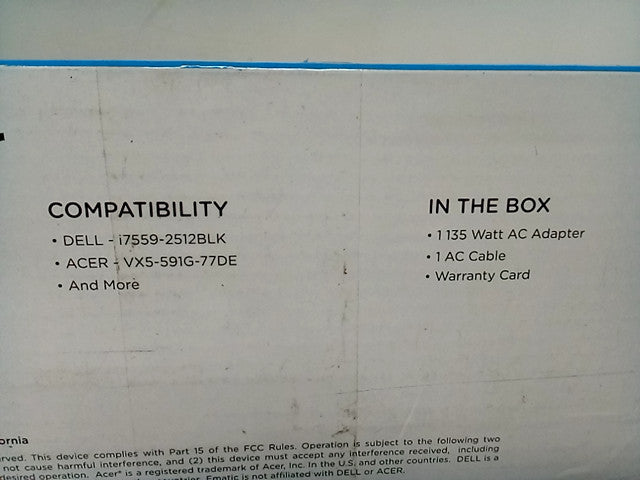 COMPATIBILITY
• DELL - i7559-2512BLK
• ACER - VX5-591G-77DE
• And More
IN THE BOX
• 1 135 Watt AC Adapter
• 1 AC Cable
• Warranty Card
ornia
rved. This device complies with Part 15 of the FCC Rules. Operation is subject to the following two
not cause harmful interference, and (2) this device must accept any interference received, including
desired operation. Acer® is a registered trademark of Acer, Inc. in the U.S. and other countries. DELL is a
Ematic is not affiliated with DELL or ACER.